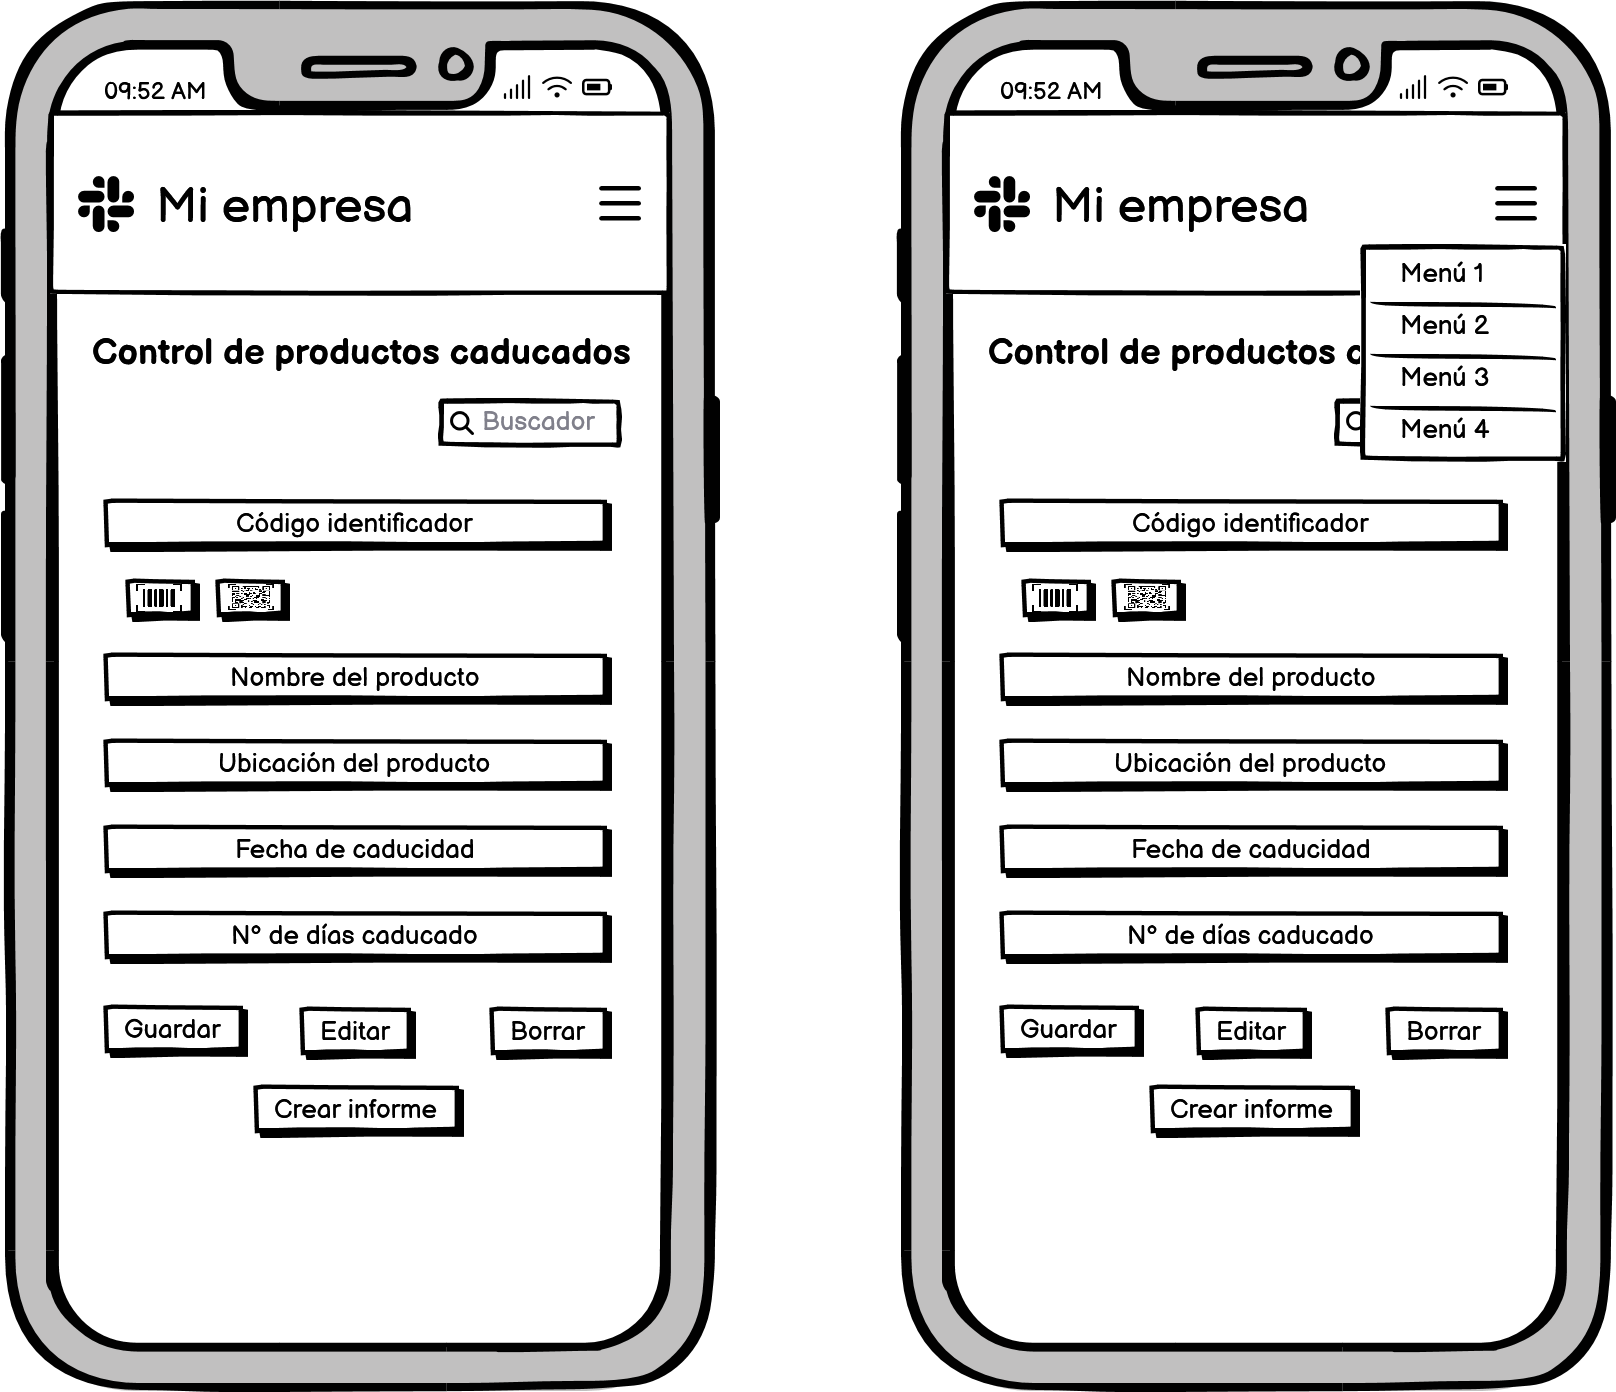 09:52 AM
Mi empresa
Control de productos caducados
Buscador
Código identificador
Nombre del producto
Ubicación del producto
Fecha de caducidad
N° de días caducado
Guardar
Editar
Borrar
Crear informe
09:52 AM
Mi empresa
Menú 1
Menú 2
Menú 3
Menú 4
Control de productos c
Código identificador
Nombre del producto
Ubicación del producto
Fecha de caducidad
N° de días caducado
Guardar
Editar
Borrar
Crear informe